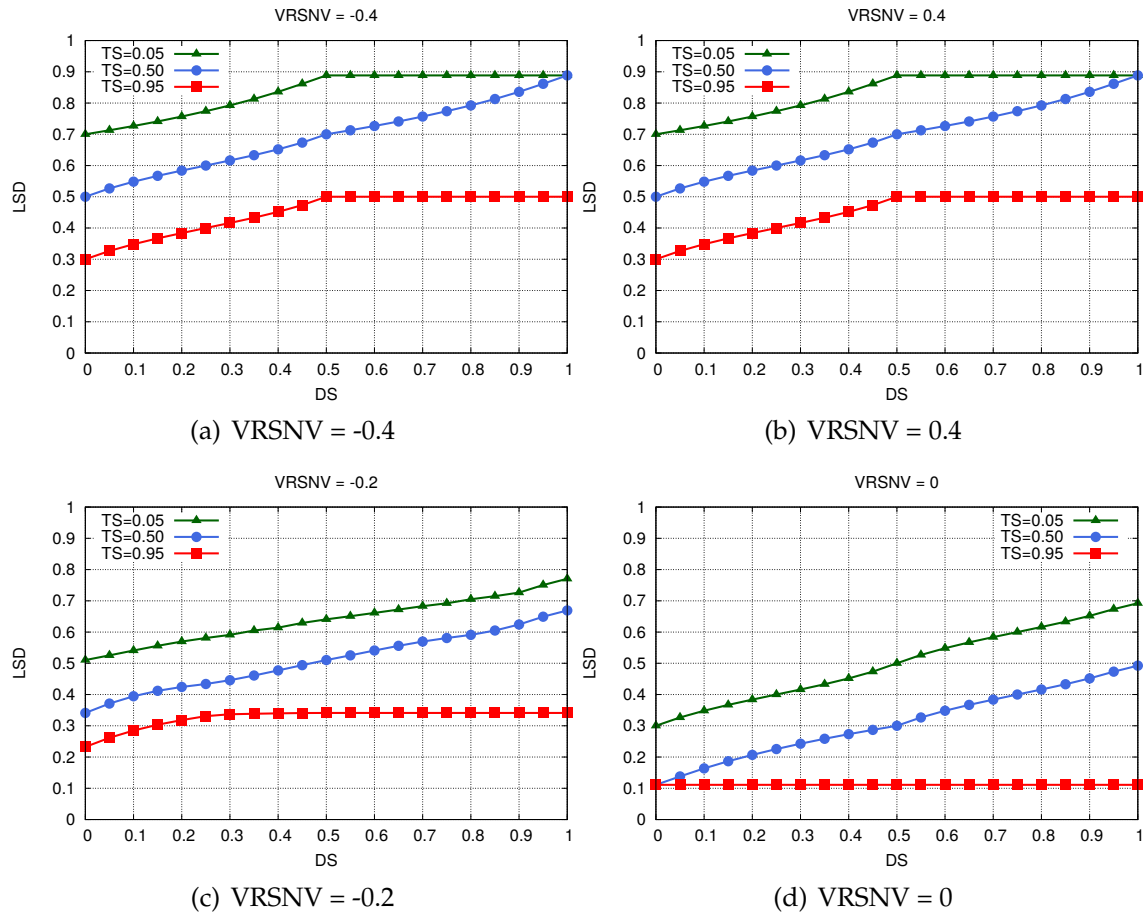 VRSNV = -0.4
1
0.9
0.8
0.7
0.6
0.5
0.4
0.3
0.2
0.1
0
LSD
TS=0.05
TS=0.50
TS=0.95
0 0.1 0.2 0.3 0.4 0.5 0.6 0.7 0.8 0.9 1
DS
(a) VRSNV = -0.4
VRSNV = 0.4
1
0.9
0.8
0.7
0.6
0.5
0.4
0.3
0.2
0.1
0
LSD
TS=0.05
TS=0.50
TS=0.95
0 0.1 0.2 0.3 0.4 0.5 0.6 0.7 0.8 0.9 1
DS
(b) VRSNV = 0.4
VRSNV = -0.2
1
0.9
0.8
0.7
0.6
0.5
0.4
0.3
0.2
0.1
0
LSD
TS=0.05
TS=0.50
TS=0.95
0 0.1 0.2 0.3 0.4 0.5 0.6 0.7 0.8 0.9 1
DS
(c) VRSNV = -0.2
VRSNV = 0
1
0.9
0.8
0.7
0.6
0.5
0.4
0.3
0.2
0.1
0
LSD
TS=0.05
TS=0.50
TS=0.95
0 0.1 0.2 0.3 0.4 0.5 0.6 0.7 0.8 0.9 1
DS
(d) VRSNV = 0